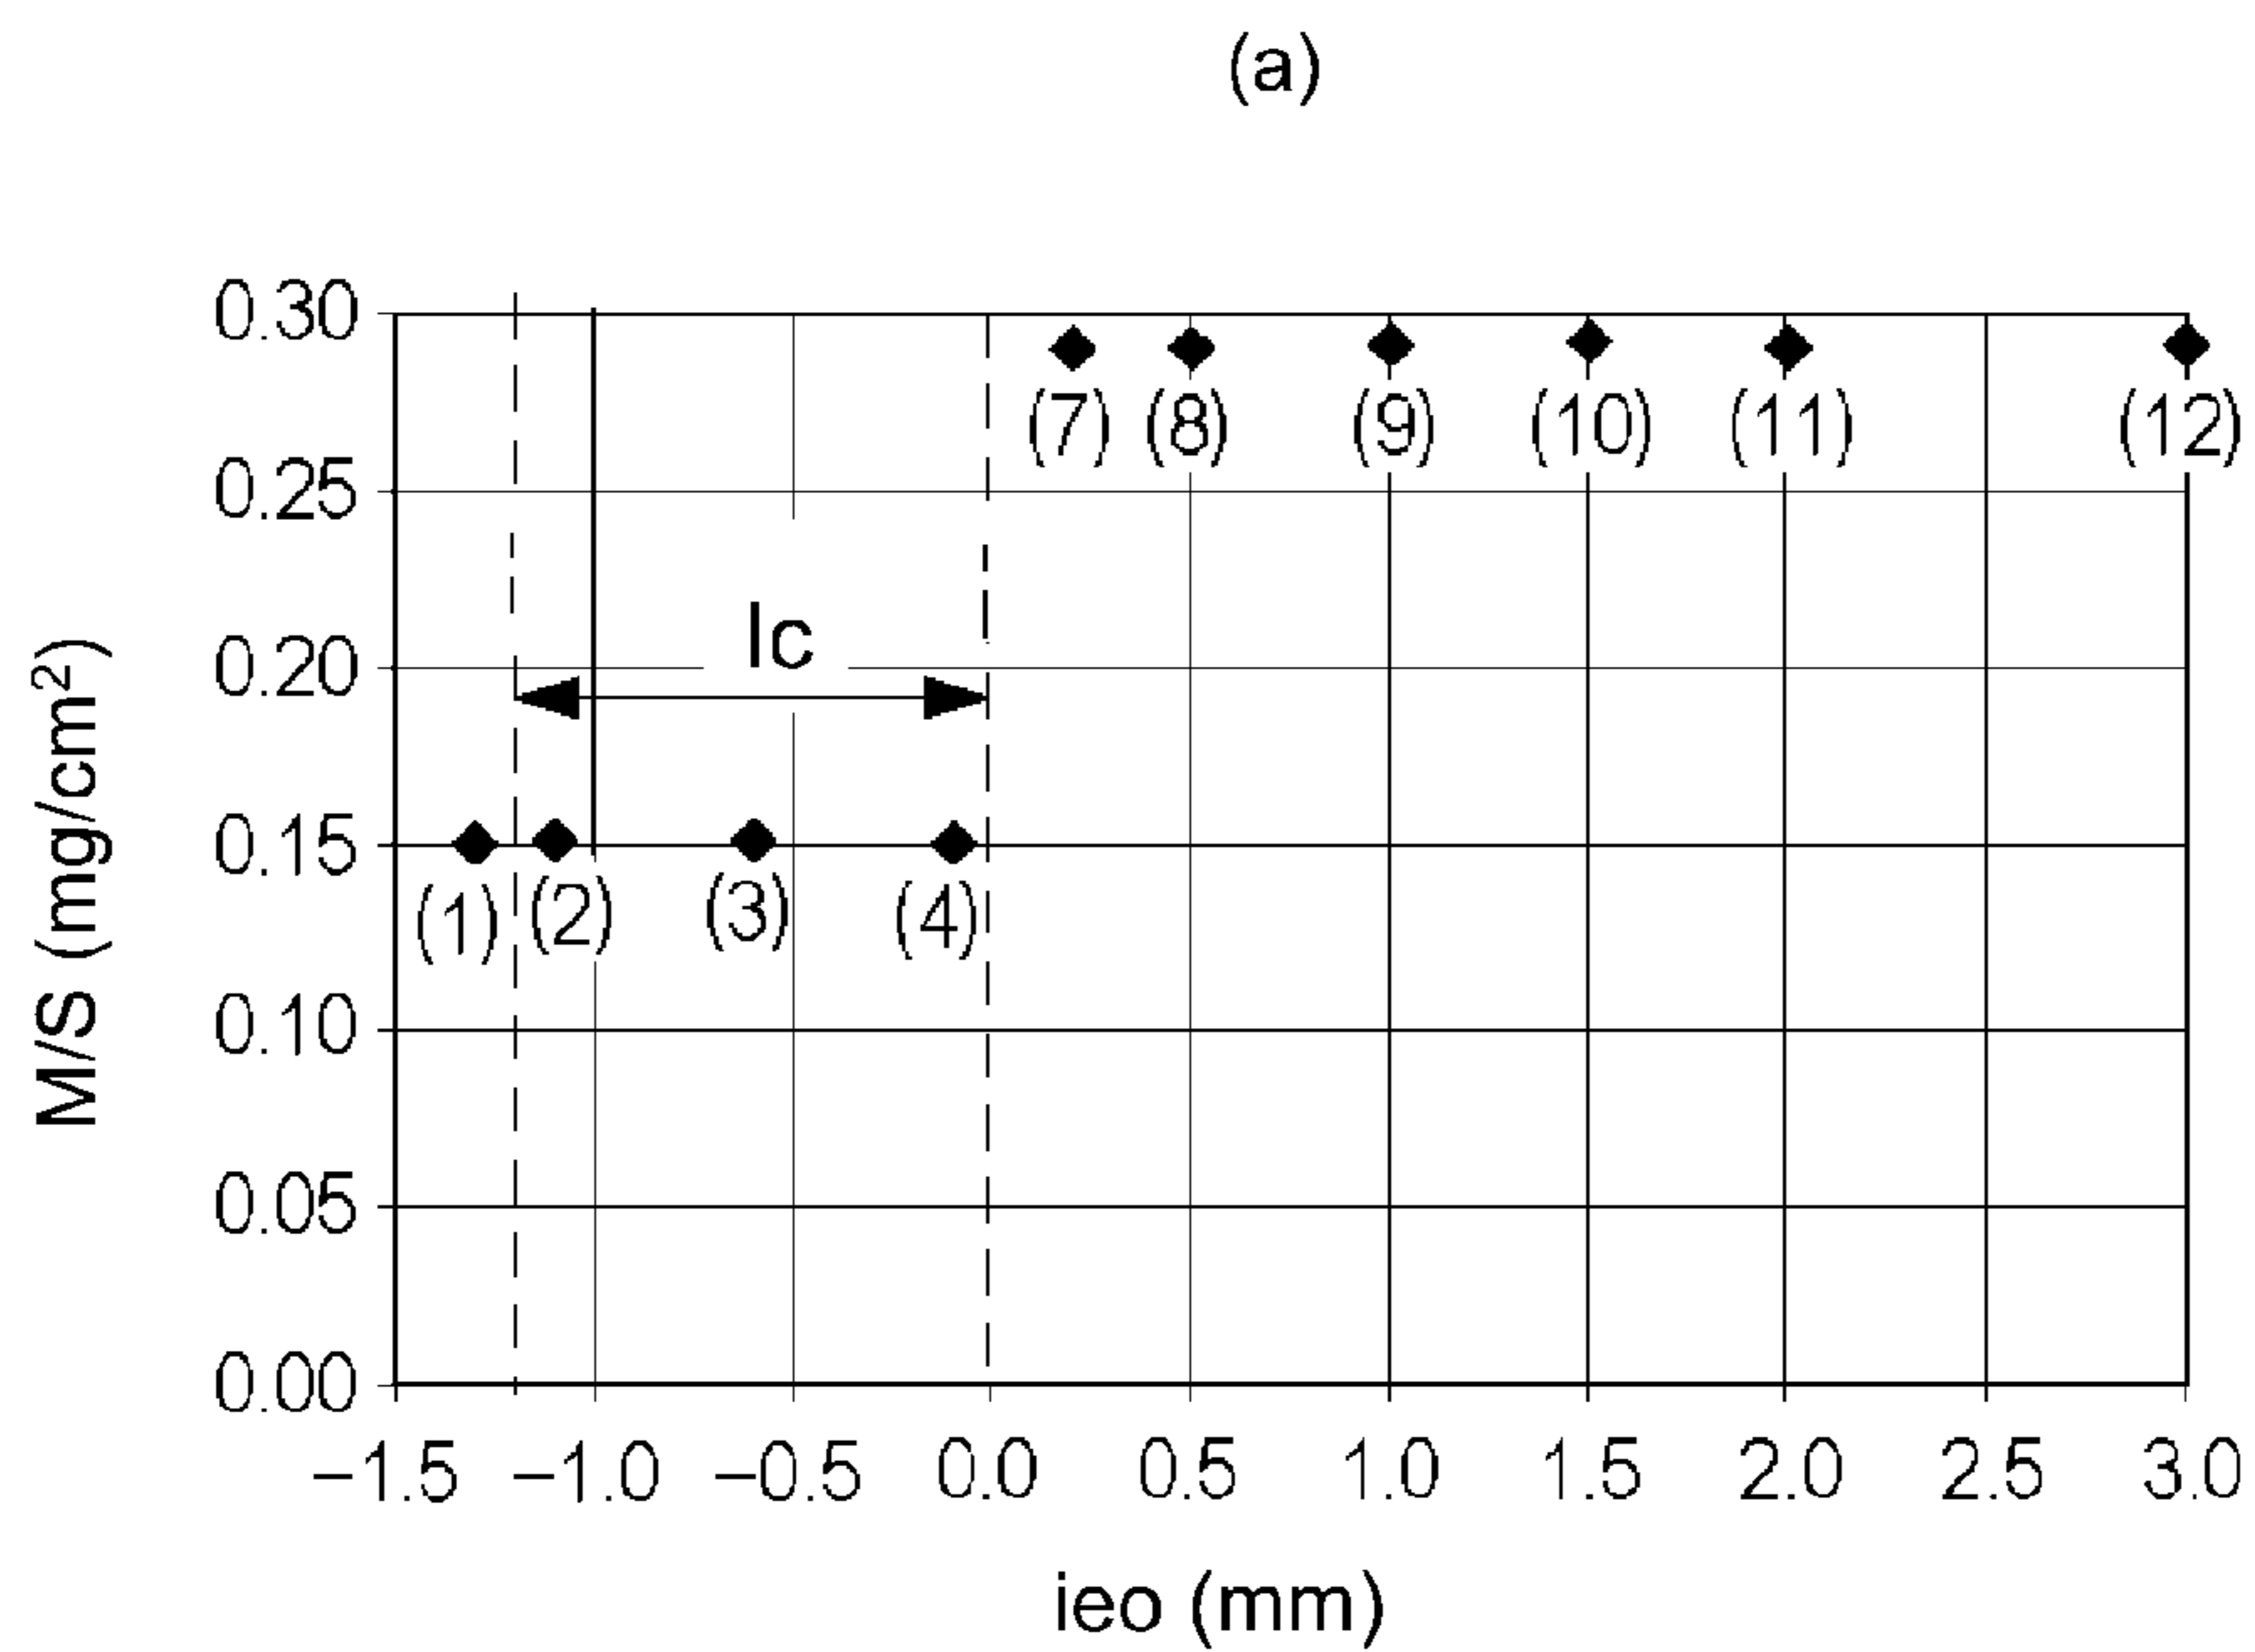 (a)
0.30
(7) (8) (9) (10) (11) (12)
0.25
Ic
0.20
0.15
(1) (2) (3) (4)
0.10
0.05
0.00
M/S (mg/cm²)
–1.5 –1.0 –0.5 0.0 0.5 1.0 1.5 2.0 2.5 3.0
ieo (mm)